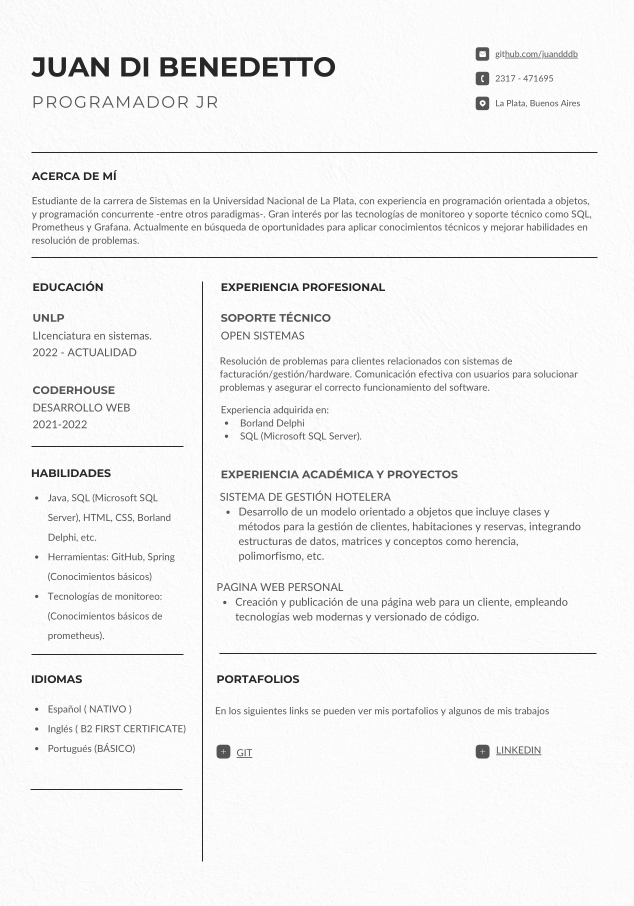 JUAN DI BENEDETTO
PROGRAMADOR JR
github.com/juandddb
2317 - 471695
La Plata, Buenos Aires
ACERCA DE MÍ
Estudiante de la carrera de Sistemas en la Universidad Nacional de La Plata, con experiencia en programación orientada a objetos,
y programación concurrente -entre otros paradigmas-. Gran interés por las tecnologías de monitoreo y soporte técnico como SQL,
Prometheus y Grafana. Actualmente en búsqueda de oportunidades para aplicar conocimientos técnicos y mejorar habilidades en
resolución de problemas.
EDUCACIÓN
UNLP
LIcenciatura en sistemas.
2022 - ACTUALIDAD
CODERHOUSE
DESARROLLO WEB
2021-2022
HABILIDADES
• Java, SQL (Microsoft SQL
Server), HTML, CSS, Borland
Delphi, etc.
• Herramientas: GitHub, Spring
(Conocimientos básicos)
• Tecnologías de monitoreo:
(Conocimientos básicos de
prometheus).
IDIOMAS
• Español ( NATIVO )
• Inglés ( B2 FIRST CERTIFICATE)
• Portugués (BÁSICO)
EXPERIENCIA PROFESIONAL
SOPORTE TÉCNICO
OPEN SISTEMAS
Resolución de problemas para clientes relacionados con sistemas de
facturación/gestión/hardware. Comunicación efectiva con usuarios para solucionar
problemas y asegurar el correcto funcionamiento del software.
Experiencia adquirida en:
• Borland Delphi
• SQL (Microsoft SQL Server).
EXPERIENCIA ACADÉMICA Y PROYECTOS
SISTEMA DE GESTIÓN HOTELERA
• Desarrollo de un modelo orientado a objetos que incluye clases y
métodos para la gestión de clientes, habitaciones y reservas, integrando
estructuras de datos, matrices y conceptos como herencia,
polimorfismo, etc.
PAGINA WEB PERSONAL
• Creación y publicación de una página web para un cliente, empleando
tecnologías web modernas y versionado de código.
PORTAFOLIOS
En los siguientes links se pueden ver mis portafolios y algunos de mis trabajos
GIT
LINKEDIN